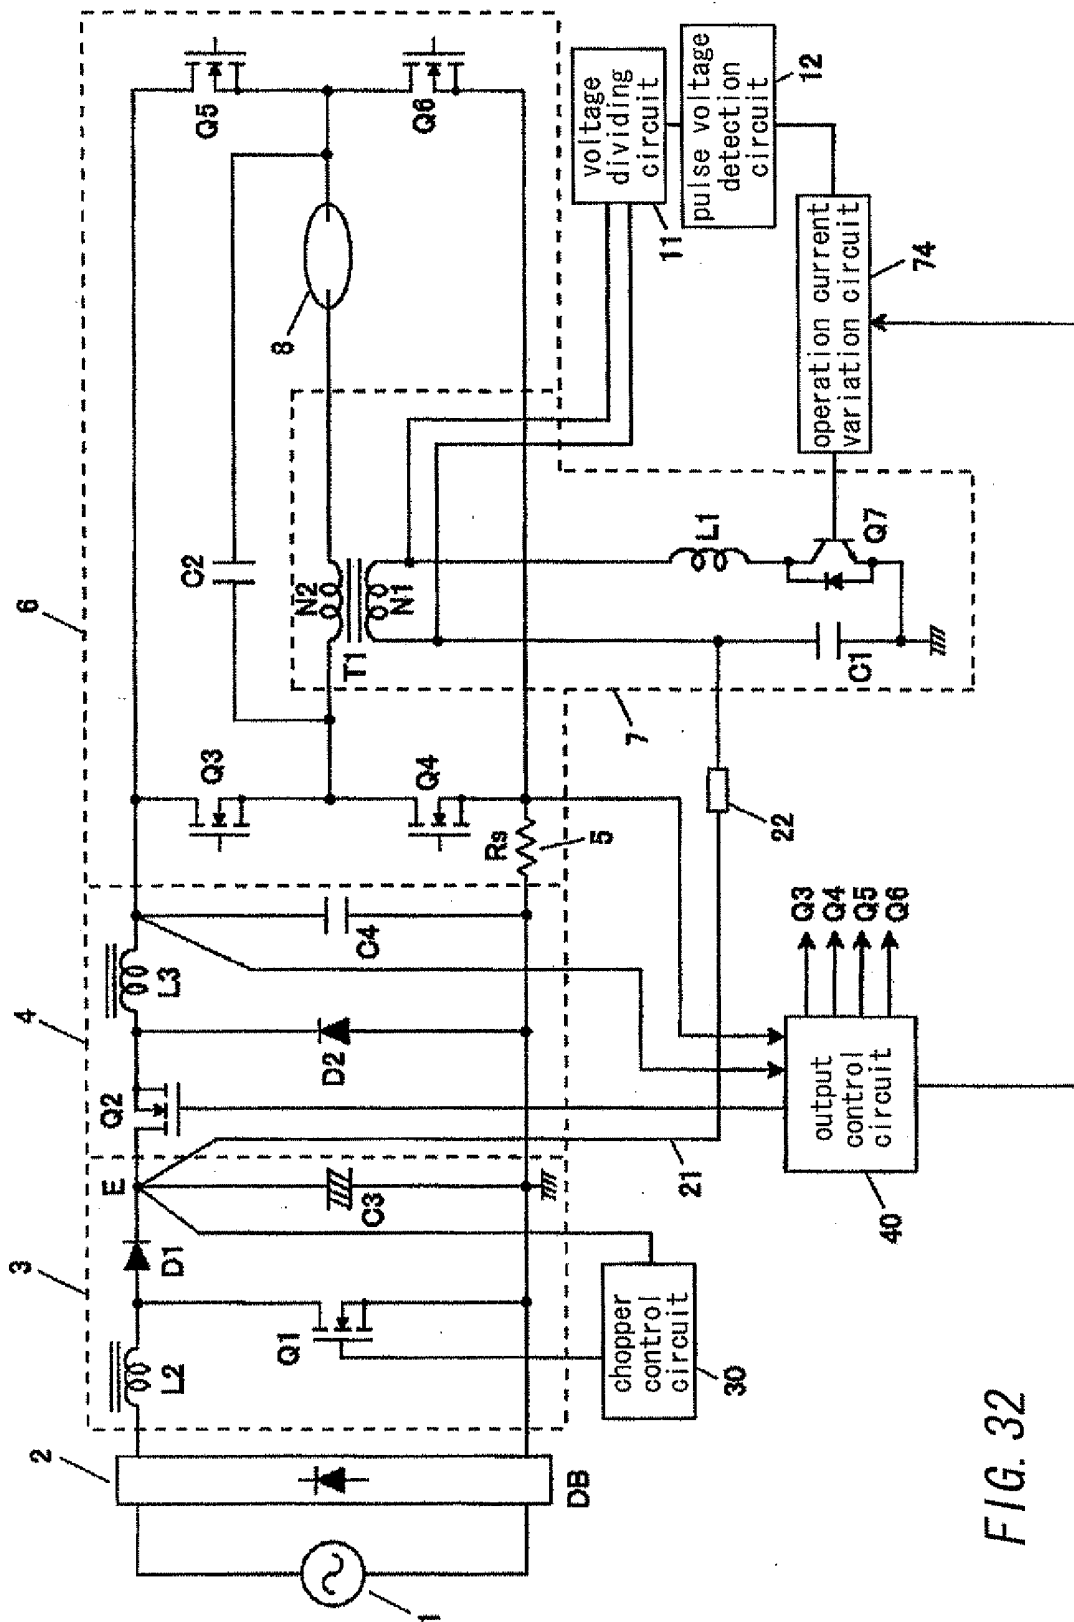 1
2
DB
3
L2
Q1
D1
E
C3
chopper
control
circuit
30
4
Q2
D2
L3
C4
21
output
control
circuit
40
Q3
Q4
Q5
Q6
6
Q3
Q4
Rs
5
22
C2
T1
N2
N1
7
C1
L1
Q7
8
Q5
Q6
voltage
dividing
circuit
11
pulse voltage
detection
circuit
12
operation current
variation circuit
74
FIG. 32